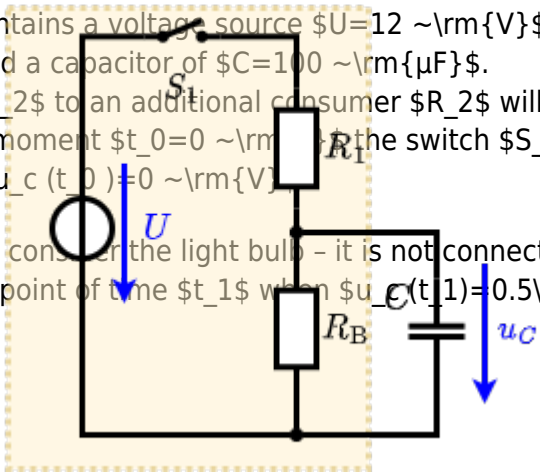 ntains a voltage source $U=12 ~\rm{V}$
d a capacitor of $C=100 ~\rm{µF}$.
S₁
_2$ to an additional consumer $R_2$ will
moment $t_0=0 ~\rm the switch $S_
R₁
u_c (t_0 )=0 ~\rm{V}
U
consider the light bulb – it is not connect
point of time $t_1$ when $u_c (t_1)=0.5\
C
R_B
u_C